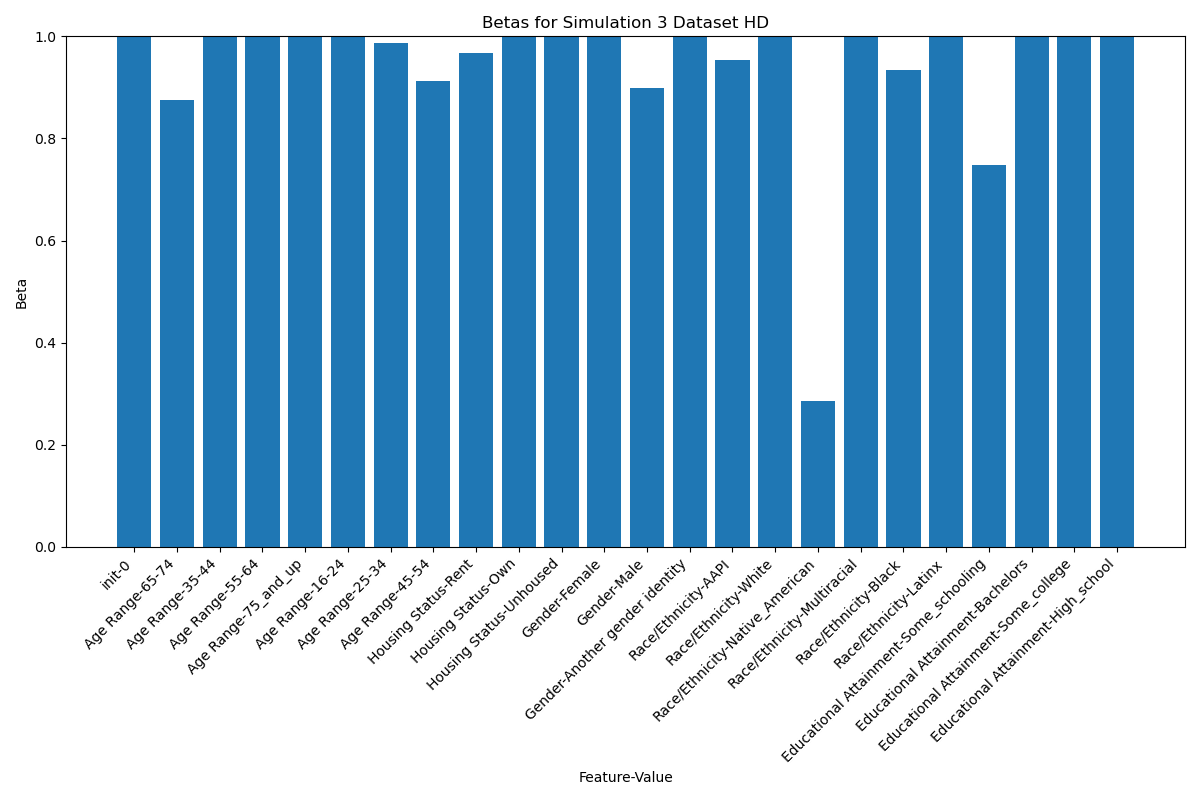 Betas for Simulation 3 Dataset HD
Beta
1.0
0.8
0.6
0.4
0.2
0.0
init-0
Age Range-65-74
Age Range-35-44
Age Range-55-64
Age Range-75_and_up
Age Range-16-24
Age Range-25-34
Age Range-45-54
Housing Status-Rent
Housing Status-Own
Housing Status-Unhoused
Gender-Female
Gender-Male
Gender-Another gender identity
Race/Ethnicity-AAPI
Race/Ethnicity-White
Race/Ethnicity-Native_American
Race/Ethnicity-Multiracial
Race/Ethnicity-Black
Race/Ethnicity-Latinx
Educational Attainment-Some_schooling
Educational Attainment-Bachelors
Educational Attainment-Some_college
Educational Attainment-High_school
Feature-Value